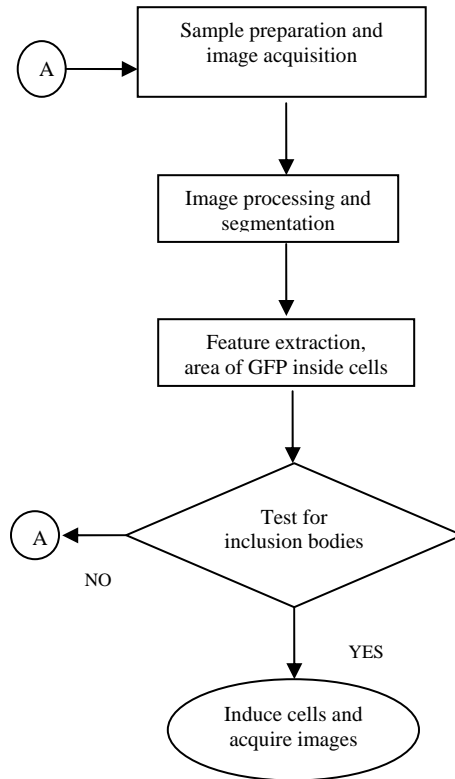 Sample preparation and
image acquisition
A
Image processing and
segmentation
Feature extraction,
area of GFP inside cells
Test for
inclusion bodies
A
NO
YES
Induce cells and
acquire images